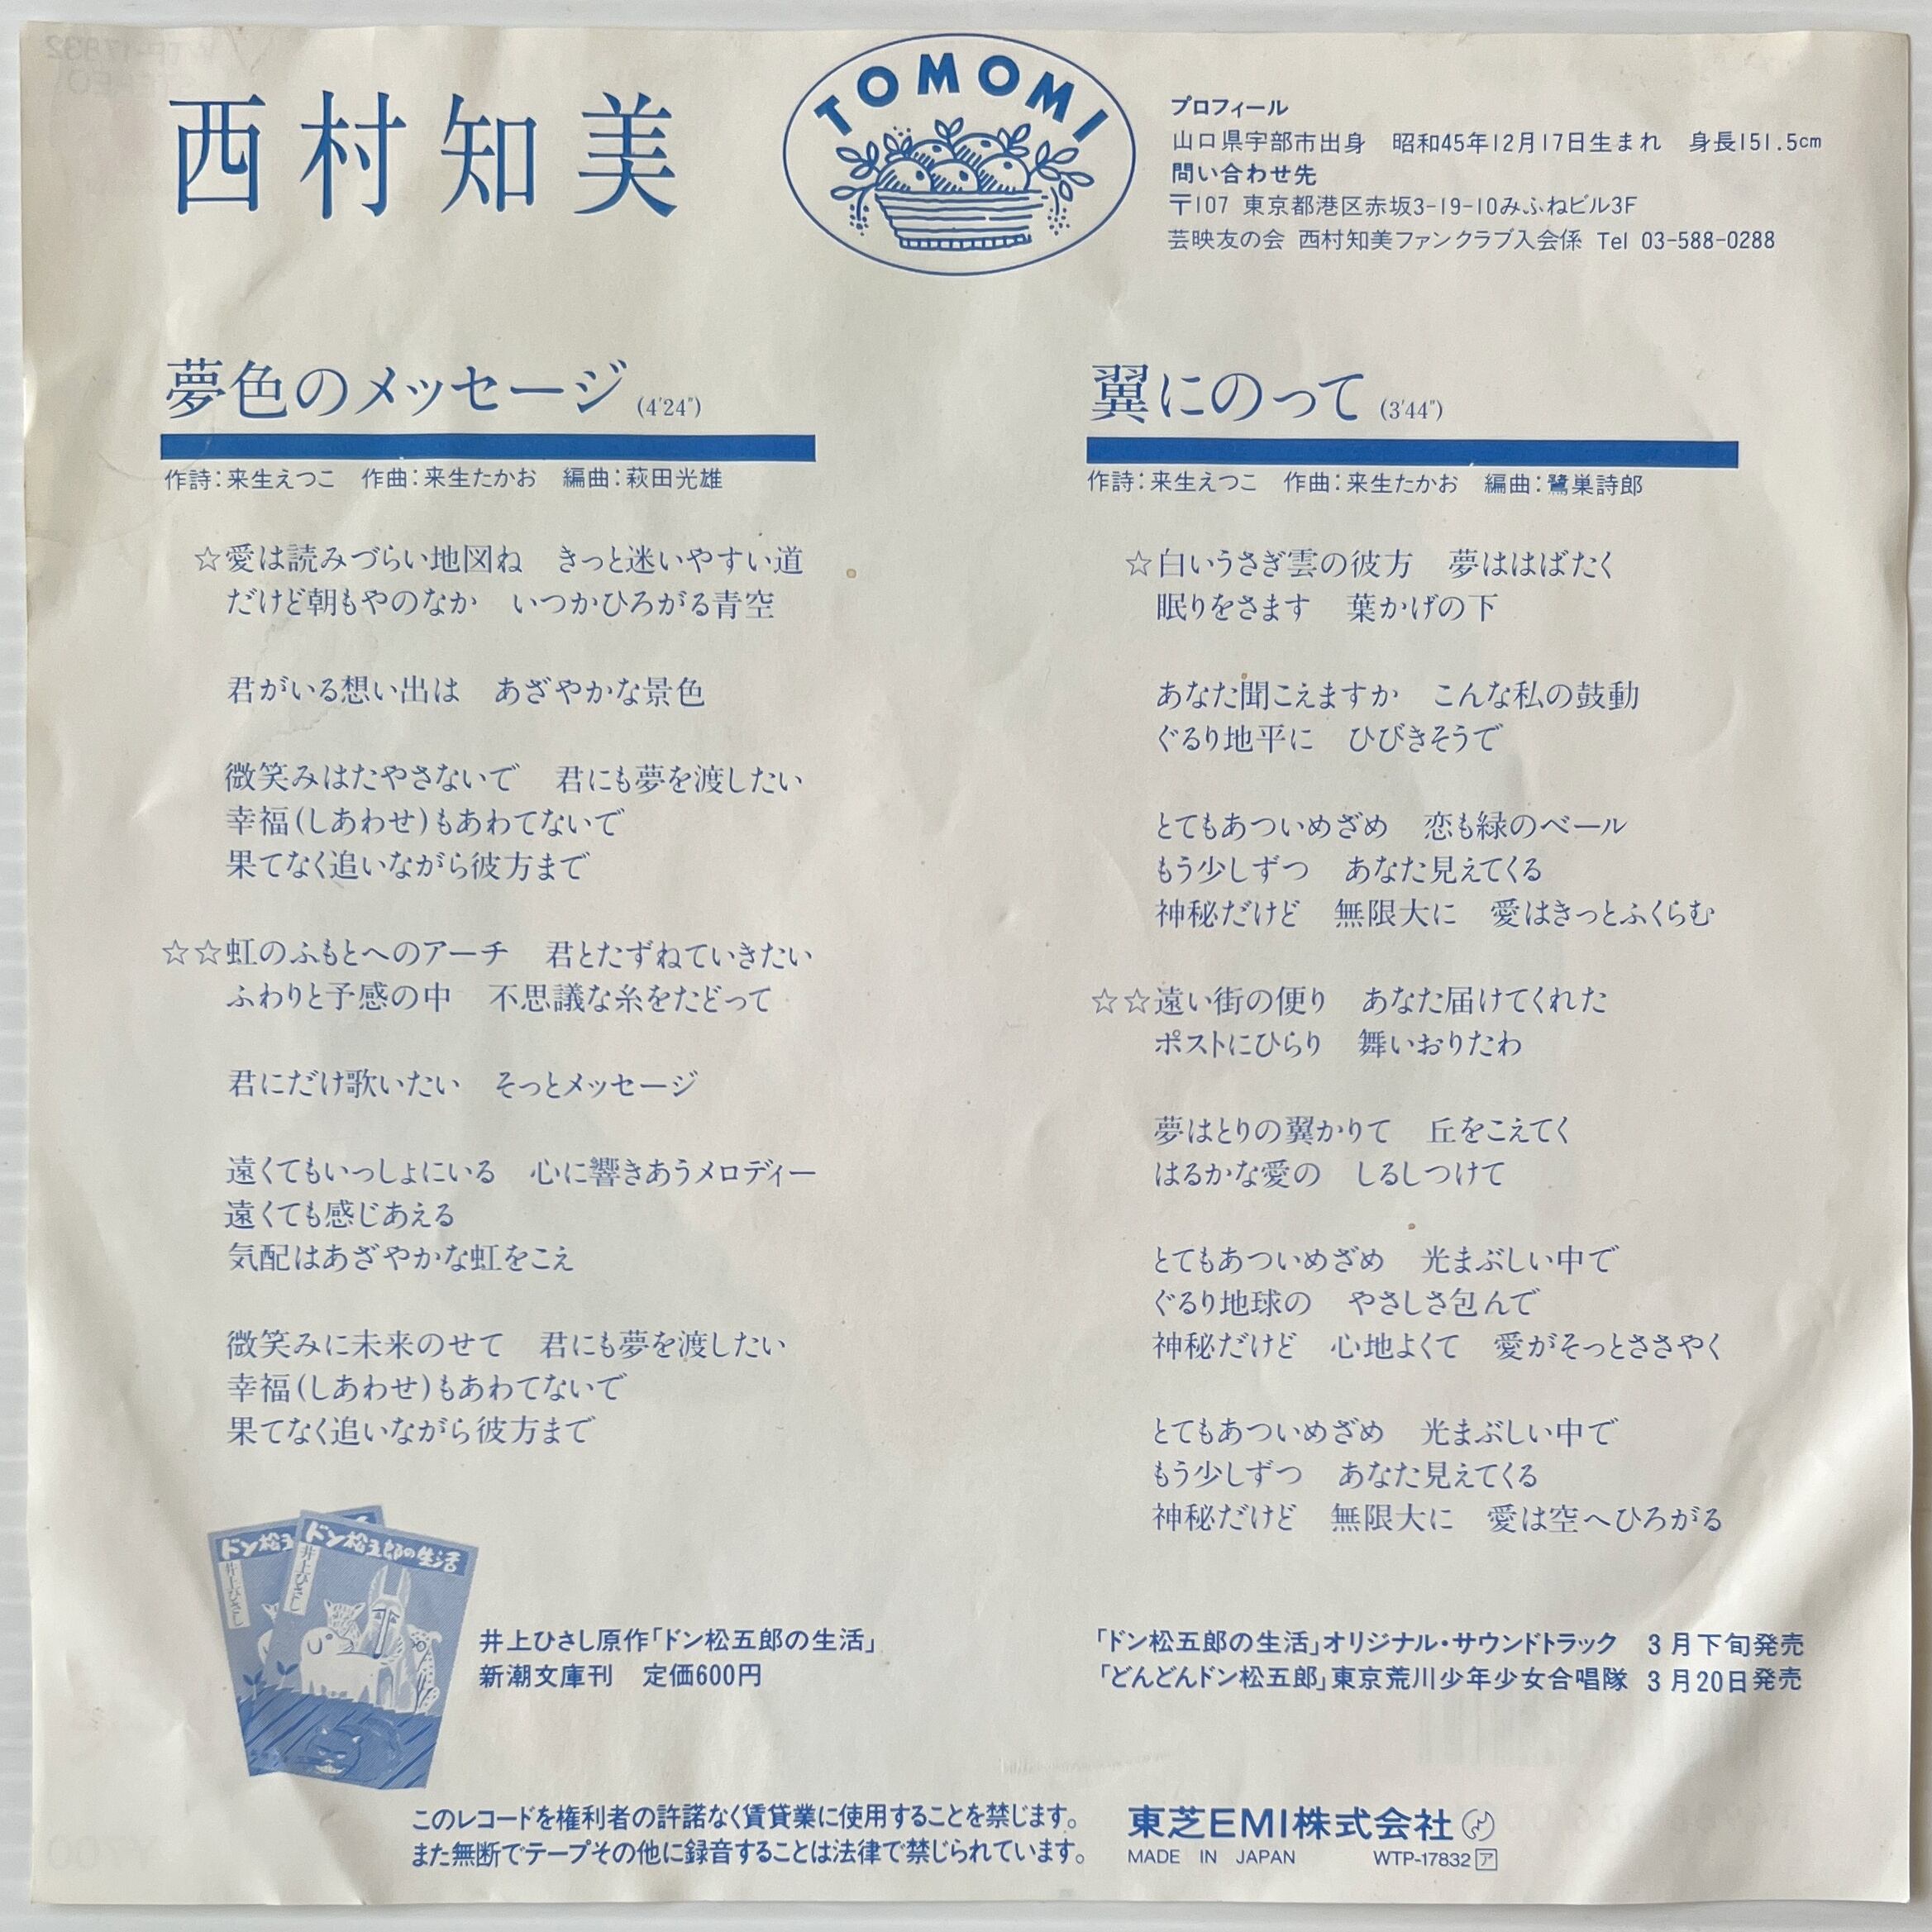 西村知美
TOMOMI
プロフィール
山口県宇部市出身　昭和45年12月17日生まれ　身長151.5cm
問い合わせ先
〒107 東京都港区赤坂3-19-10みふねビル3F
芸映友の会 西村知美ファンクラブ入会係 Tel 03-588-0288
夢色のメッセージ (4'24")
作詩：来生えつこ　作曲：来生たかお　編曲：萩田光雄
☆愛は読みづらい地図ね　きっと迷いやすい道
だけど朝もやのなか　いつかひろがる青空
君がいる想い出は　あざやかな景色
微笑みはたやさないで　君にも夢を渡したい
幸福(しあわせ)もあわてないで
果てなく追いながら彼方まで
☆☆虹のふもとへのアーチ　君とたずねていきたい
ふわりと予感の中　不思議な糸をたどって
君にだけ歌いたい　そっとメッセージ
遠くてもいっしょにいる　心に響きあうメロディー
遠くても感じあえる
気配はあざやかな虹をこえ
微笑みに未来のせて　君にも夢を渡したい
幸福(しあわせ)もあわてないで
果てなく追いながら彼方まで
翼にのって (3'44")
作詩：来生えつこ　作曲：来生たかお　編曲：鷺巣詩郎
☆白いうさぎ雲の彼方　夢ははばたく
眠りをさます　葉かげの下
あなた聞こえますか　こんな私の鼓動
ぐるり地平に　ひびきそうで
とてもあついめざめ　恋も緑のベール
もう少しずつ　あなた見えてくる
神秘だけど　無限大に　愛はきっとふくらむ
☆☆遠い街の便り　あなた届けてくれた
ポストにひらり　舞いおりたわ
夢はとりの翼かりて　丘をこえてく
はるかな愛の　しるしつけて
とてもあついめざめ　光まぶしい中で
ぐるり地球の　やさしさ包んで
神秘だけど　心地よくて　愛がそっとささやく
とてもあついめざめ　光まぶしい中で
もう少しずつ　あなた見えてくる
神秘だけど　無限大に　愛は空へひろがる
ドン松五
井上ひさし
ドン松五郎の生活
井上ひさし
井上ひさし原作「ドン松五郎の生活」
新潮文庫刊　定価600円
「ドン松五郎の生活」オリジナル・サウンドトラック　3月下旬発売
「どんどんドン松五郎」東京荒川少年少女合唱隊　3月20日発売
このレコードを権利者の許諾なく賃貸業に使用することを禁じます。
また無断でテープその他に録音することは法律で禁じられています。
東芝EMI株式会社
MADE IN JAPAN　WTP-17832 ア